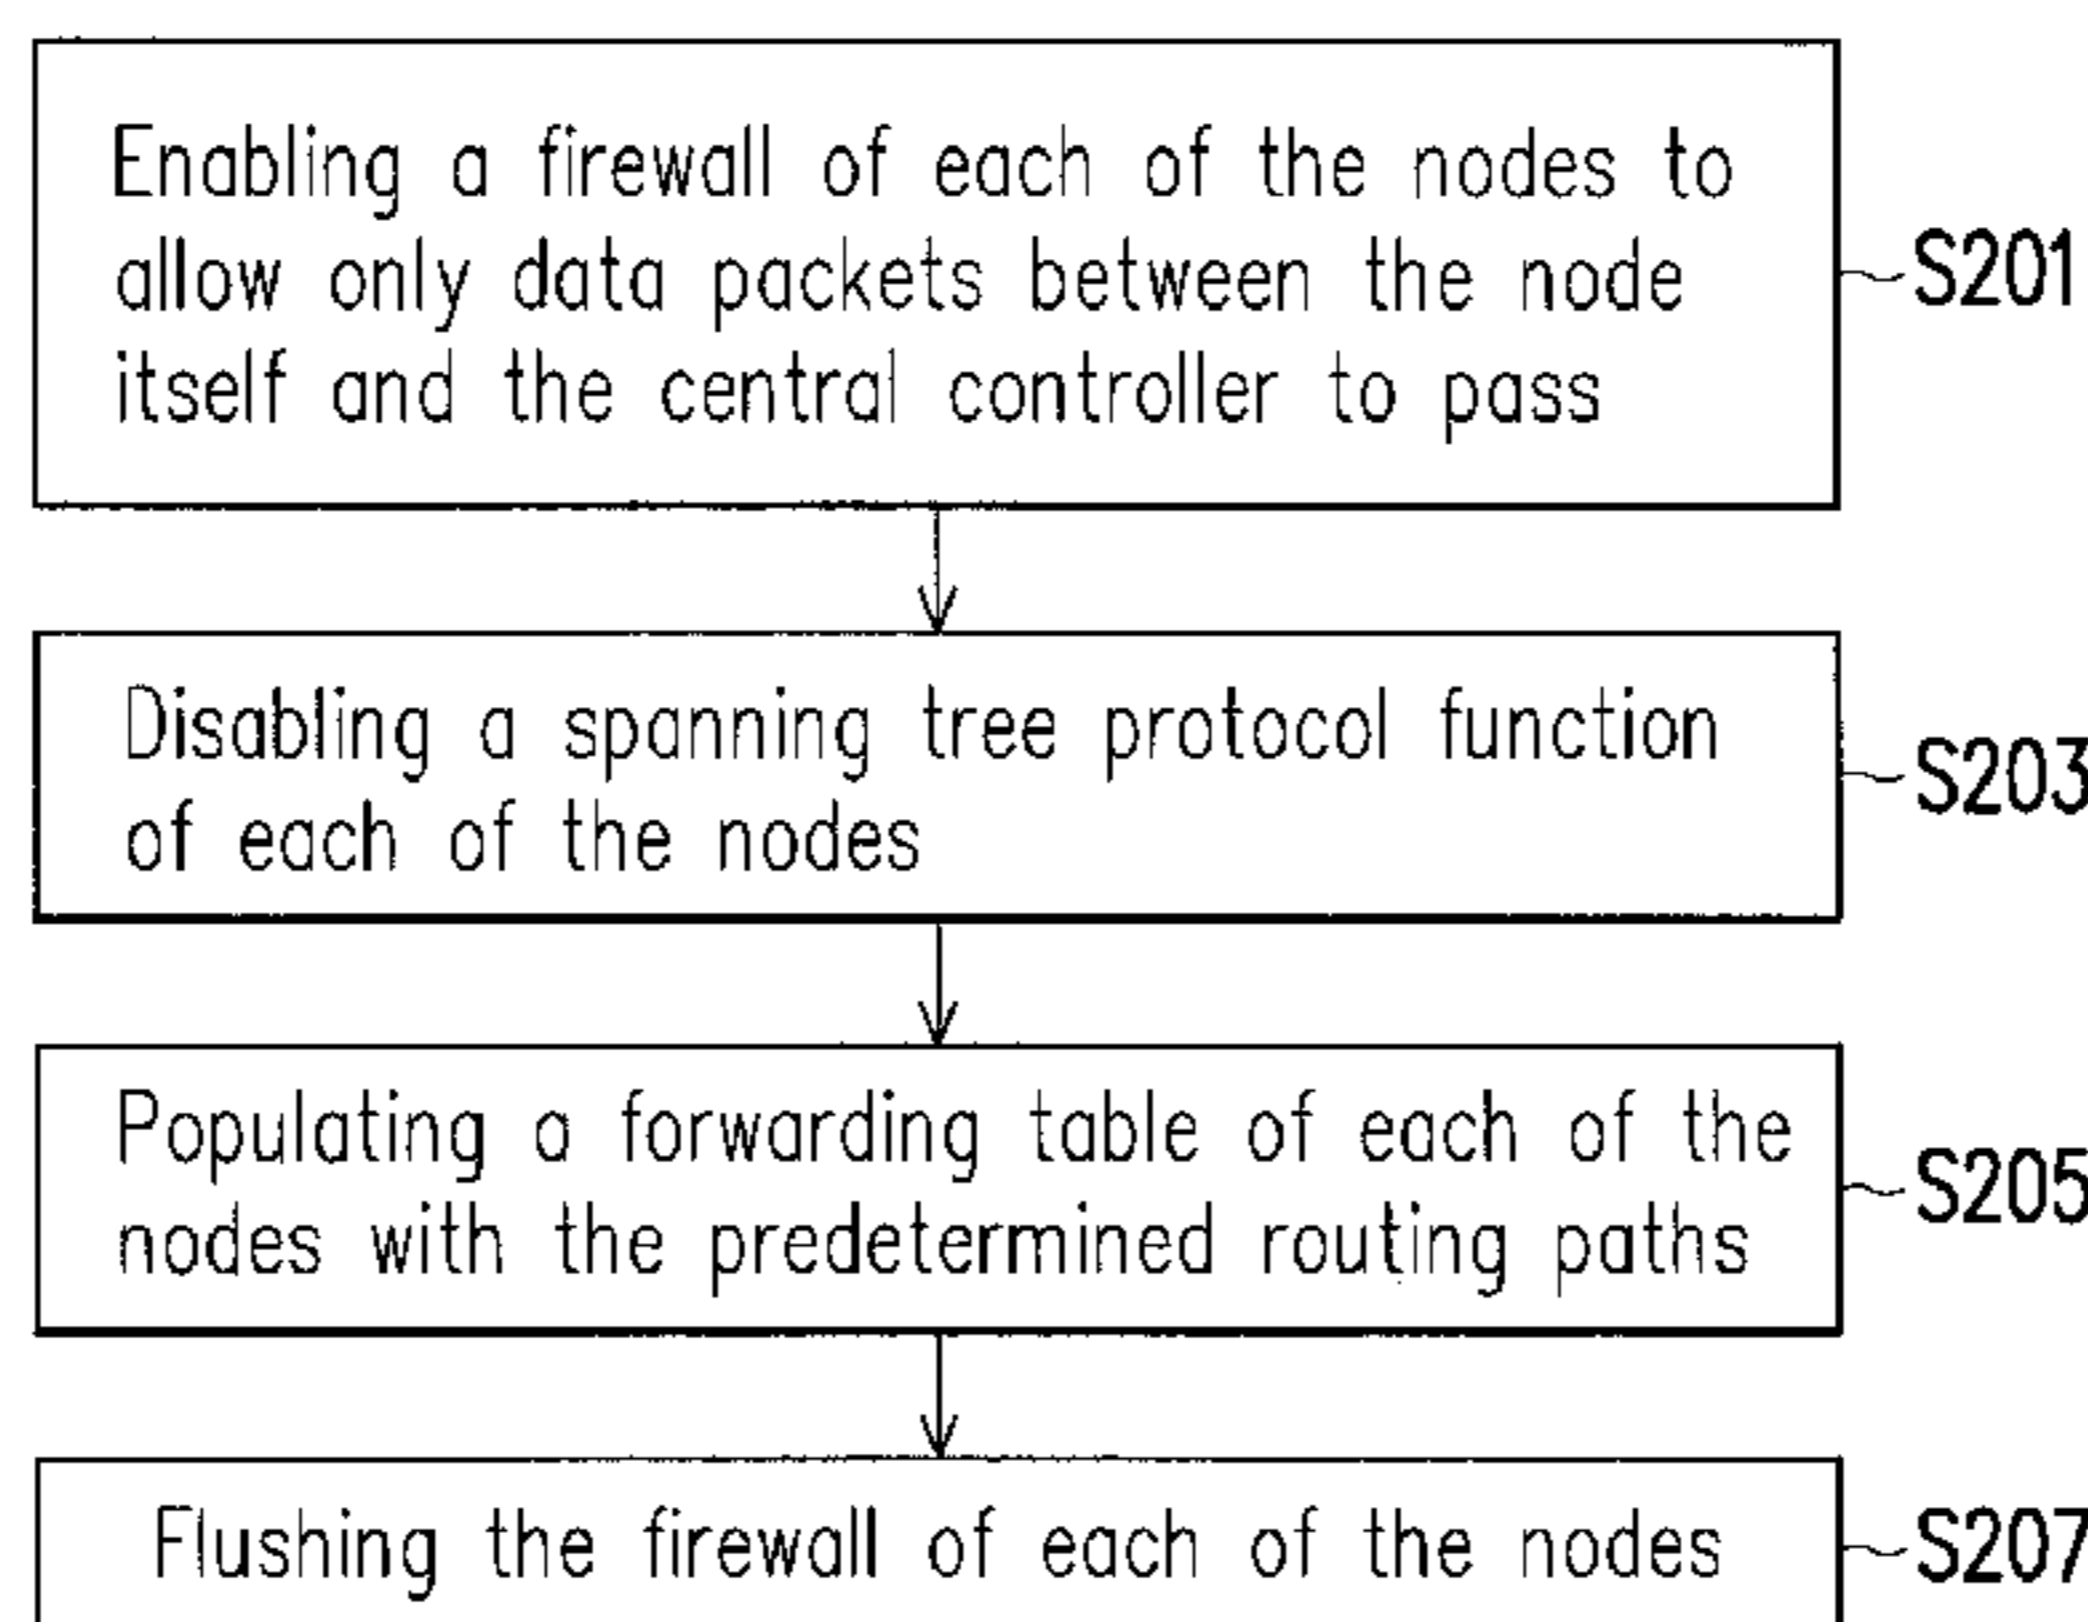 Enabling a firewall of each of the nodes to
allow only data packets between the node
itself and the central controller to pass
S201
Disabling a spanning tree protocol function
of each of the nodes
S203
Populating a forwarding table of each of the
nodes with the predetermined routing paths
S205
Flushing the firewall of each of the nodes
S207